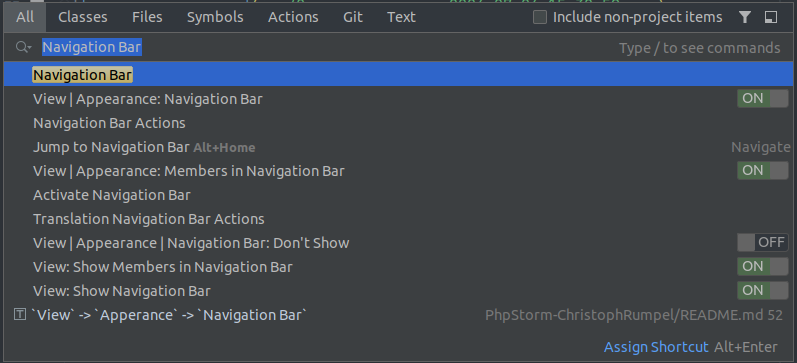 All Classes Files Symbols Actions Git Text Include non-project items
Navigation Bar Type / to see commands
Navigation Bar
View | Appearance: Navigation Bar ON
Navigation Bar Actions
Jump to Navigation Bar Alt+Home Navigate
View | Appearance: Members in Navigation Bar ON
Activate Navigation Bar
Translation Navigation Bar Actions
View | Appearance | Navigation Bar: Don't Show OFF
View: Show Members in Navigation Bar ON
View: Show Navigation Bar ON
T `View` -> `Apperance` -> `Navigation Bar` PhpStorm-ChristophRumpel/README.md 52
Assign Shortcut Alt+Enter